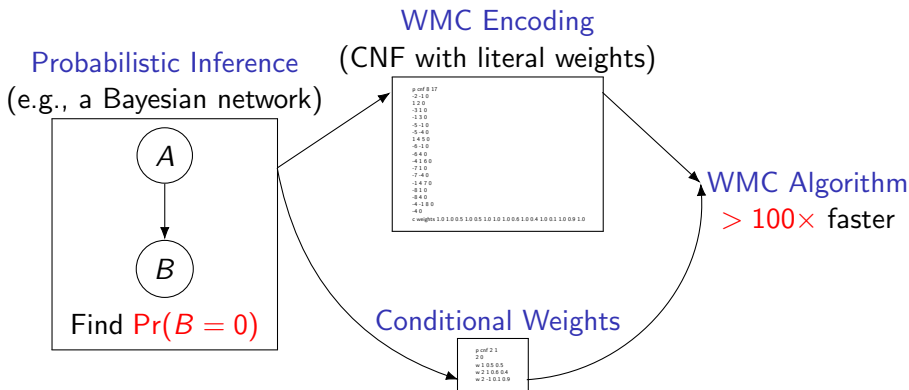 Probabilistic Inference
(e.g., a Bayesian network)
A
B
Find Pr(B = 0)
WMC Encoding
(CNF with literal weights)
p cnf 8 17
-2 -1 0
1 2 0
-3 1 0
-1 3 0
-5 -1 0
-5 -4 0
1 4 5 0
-6 -1 0
-6 4 0
-4 1 6 0
-7 1 0
-7 -4 0
-1 4 7 0
-8 1 0
-8 4 0
-4 -1 8 0
-4 0
c weights 1.0 1.0 0.5 1.0 0.5 1.0 1.0 1.0 0.6 1.0 0.4 1.0 0.1 1.0 0.9 1.0
Conditional Weights
p cnf 2 1
2 0
w 1 0.5 0.5
w 2 1 0.6 0.4
w 2 -1 0.1 0.9
WMC Algorithm
> 100× faster